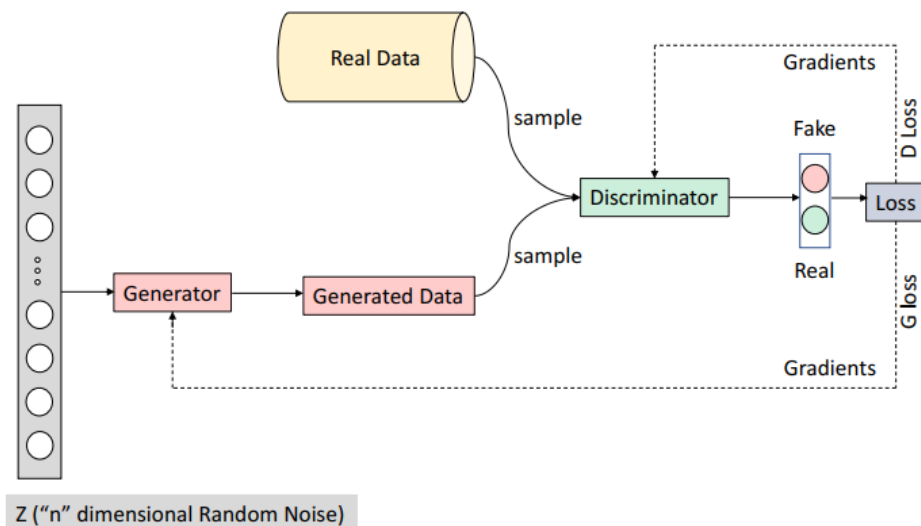 Real Data
Gradients
sample
D Loss
Fake
Discriminator
Loss
sample
Real
Generator
Generated Data
G loss
Gradients
Z (“n” dimensional Random Noise)